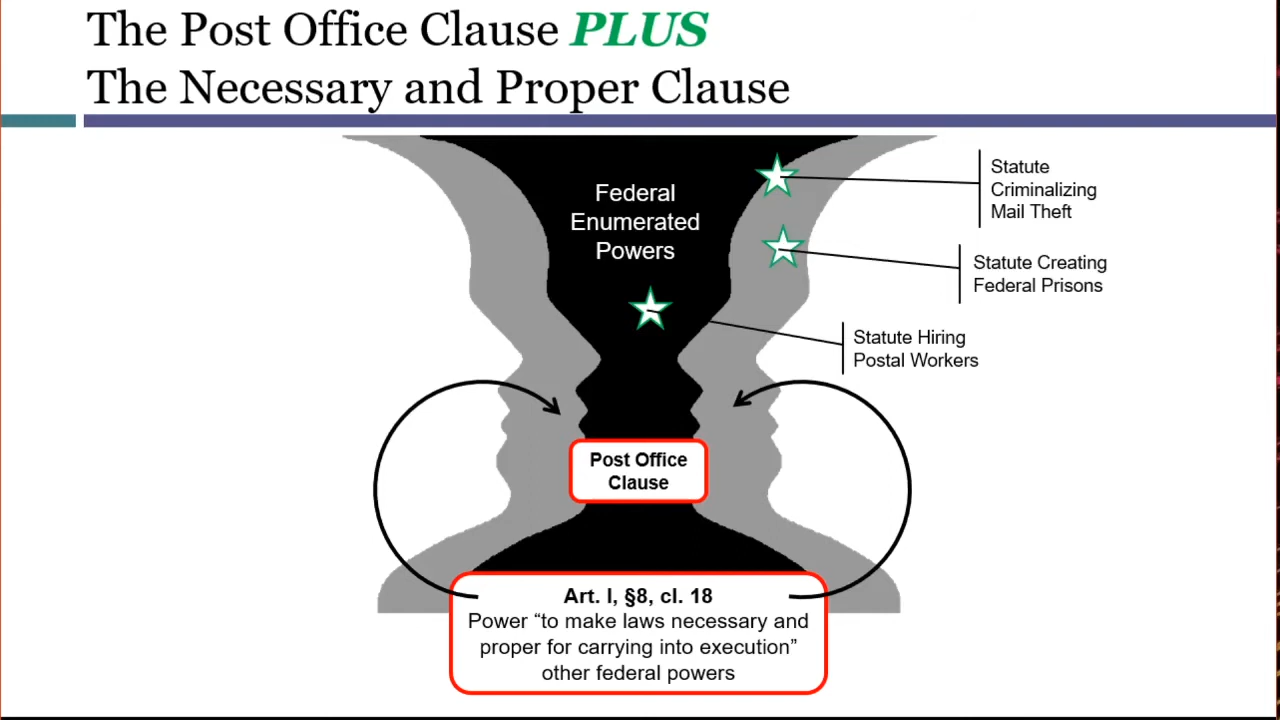 The Post Office Clause PLUS
The Necessary and Proper Clause
Federal
Enumerated
Powers
Statute
Criminalizing
Mail Theft
Statute Creating
Federal Prisons
Statute Hiring
Postal Workers
Post Office
Clause
Art. I, §8, cl. 18
Power “to make laws necessary and
proper for carrying into execution”
other federal powers